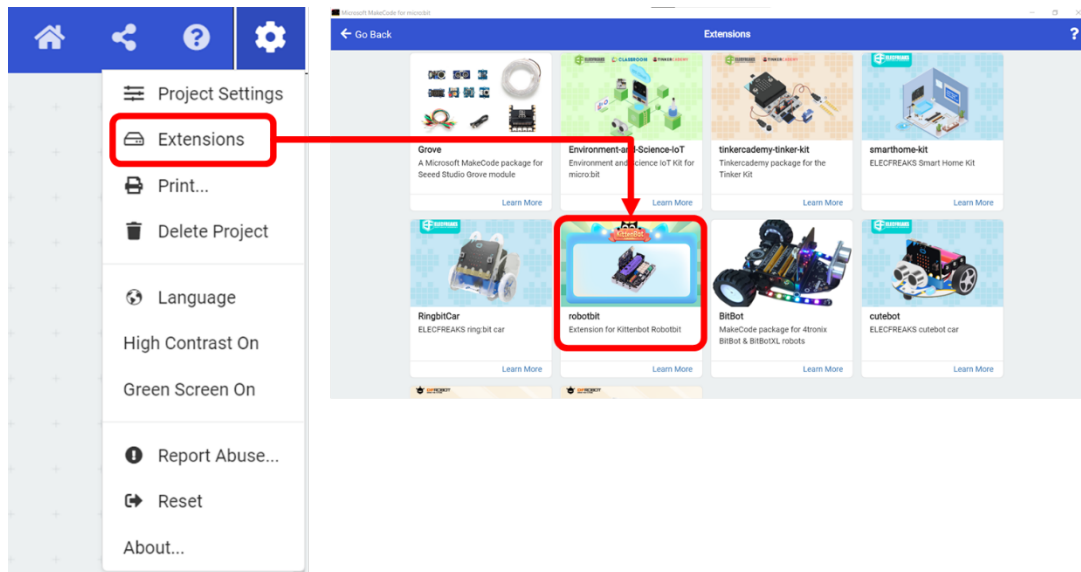 Project Settings
Extensions
Print...
Delete Project
Language
High Contrast On
Green Screen On
Report Abuse...
Reset
About...
Microsoft MakeCode for micro:bit
Go Back
Extensions
?
Grove
A Microsoft MakeCode package for
Seeed Studio Grove module
Learn More
Environment-and-Science-IoT
Environment and Science IoT Kit for
micro:bit
Learn More
tinkercademy-tinker-kit
Tinkercademy package for the
Tinker Kit
Learn More
smarthome-kit
ELECFREAKS Smart Home Kit
Learn More
RingbitCar
ELECFREAKS ring:bit car
Learn More
KittenBot
robotbit
Extension for Kittenbot Robotbit
BitBot
MakeCode package for 4tronix
BitBot & BitBotXL robots
Learn More
cutebot
ELECFREAKS cutebot car
Learn More
Learn More